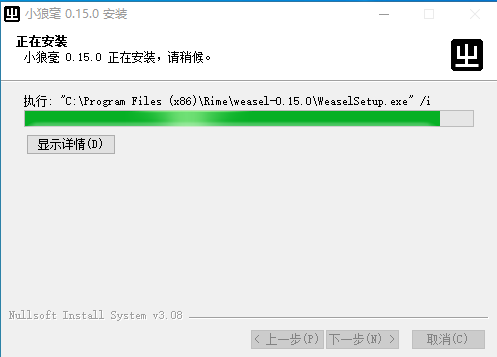 小狼毫 0.15.0 安装
正在安装
小狼毫 0.15.0 正在安装，请稍候。
执行: "C:\Program Files (x86)\Rime\weasel-0.15.0\WeaselSetup.exe" /i
显示详情(D)
Nullsoft Install System v3.08
< 上一步(P) 下一步(N) > 取消(C)